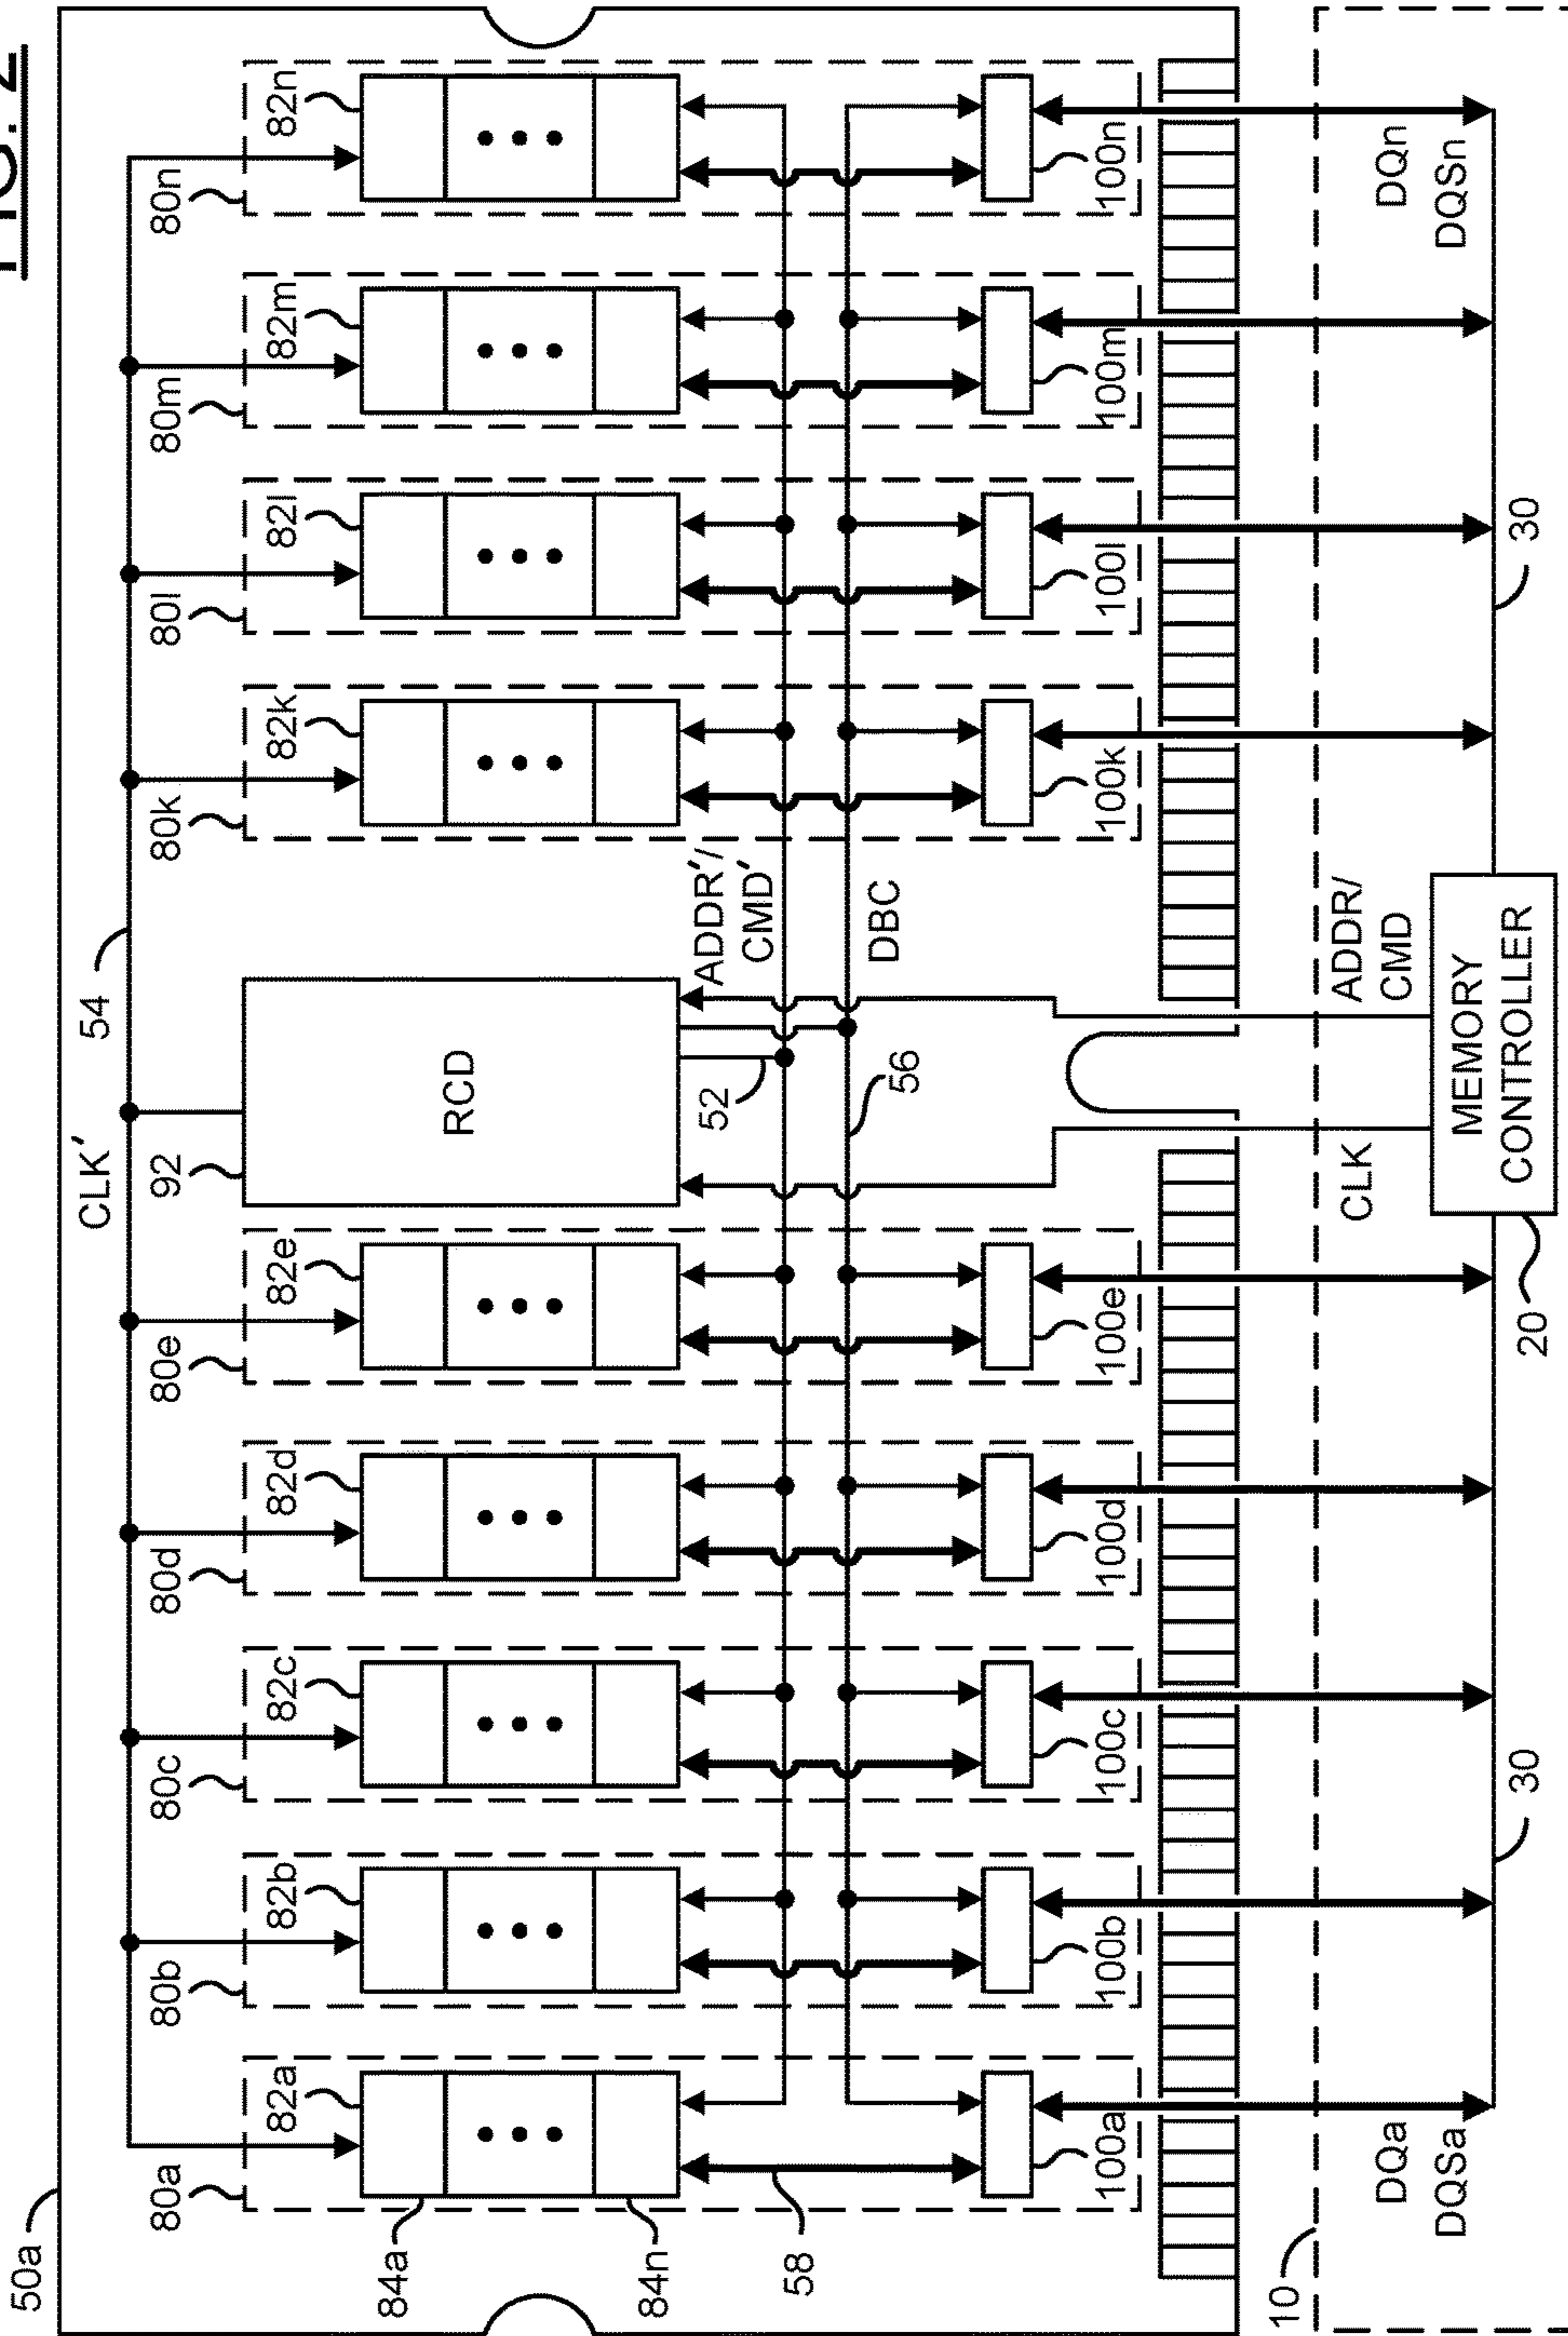 FIG. 2
50a
CLK′
54
80a
80b
80c
80d
80e
92
80k
80l
80m
80n
82a
82b
82c
82d
82e
82k
82l
82m
82n
84a
84n
RCD
52
ADDR′/
CMD′
58
56
DBC
100a
100b
100c
100d
100e
100k
100l
100m
100n
10
CLK
ADDR/
CMD
DQa
DQSa
DQn
DQSn
30
20
MEMORY
CONTROLLER
30